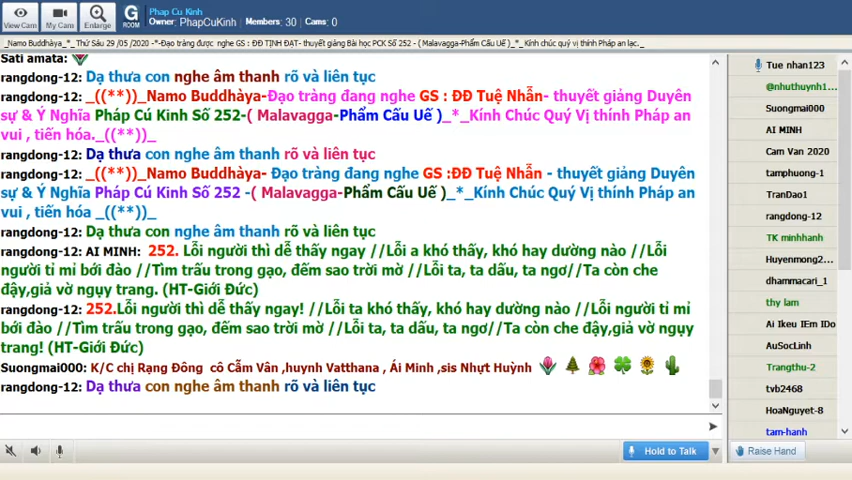 Phap Cu Kinh
Owner: PhapCuKinh Members: 30 Cams: 0
View Cam
My Cam
Enlarge
G
ROOM
_Namo Buddhàya_*_ Thứ Sáu 29 /05 /2020 -*-Đạo tràng được nghe GS : ĐĐ TỊNH ĐẠT- thuyết giảng Bài học PCK Số 252 - ( Malavagga-Phẩm Cấu Uế )_*_ Kính chúc quý vị thính Pháp an lạc._
Sati amata:
rangdong-12: Dạ thưa con nghe âm thanh rõ và liên tục
rangdong-12: _((**))_Namo Buddhàya-Đạo tràng đang nghe GS : ĐĐ Tuệ Nhẫn- thuyết giảng Duyên
sự & Ý Nghĩa Pháp Cú Kinh Số 252-( Malavagga-Phẩm Cấu Uế )_*_Kính Chúc Quý Vị thính Pháp an
vui , tiến hóa._((**))_
rangdong-12: Dạ thưa con nghe âm thanh rõ và liên tục
rangdong-12: _((**))_Namo Buddhàya- Đạo tràng đang nghe GS :ĐĐ Tuệ Nhẫn - thuyết giảng Duyên
sự & Ý Nghĩa Pháp Cú Kinh Số 252 -( Malavagga-Phẩm Cấu Uế )_*_Kính Chúc Quý Vị thính Pháp an
vui , tiến hóa _((**))_
rangdong-12: Dạ thưa con nghe âm thanh rõ và liên tục
rangdong-12: AI MINH: 252. Lỗi người thì dễ thấy ngay //Lỗi a khó thấy, khó hay dường nào //Lỗi
người tỉ mỉ bới đào //Tìm trấu trong gạo, đếm sao trời mờ //Lỗi ta, ta dấu, ta ngơ//Ta còn che
đậy,giả vờ ngụy trang. (HT-Giới Đức)
rangdong-12: 252.Lỗi người thì dễ thấy ngay! //Lỗi ta khó thấy, khó hay dường nào //Lỗi người tỉ mỉ
bới đào //Tìm trấu trong gạo, đếm sao trời mờ //Lỗi ta, ta dấu, ta ngơ//Ta còn che đậy,giả vờ ngụy
trang! (HT-Giới Đức)
Suongmai000: K/C chị Rạng Đông cô Cẩm Vân ,huynh Vatthana , Ái Minh ,sis Nhựt Huỳnh
rangdong-12: Dạ thưa con nghe âm thanh rõ và liên tục
Hold to Talk
Raise Hand
Tue nhan123
@nhuthuynh1...
Suongmai000
AI MINH
Cam Van 2020
tamphuong-1
TranDao1
rangdong-12
TK minhhanh
Huyenmong2...
dhammacari_1
thy lam
Ai Ikeu IEm IDo
AuSocLinh
Trangthu-2
tvb2468
HoaNguyet-8
tam-hanh